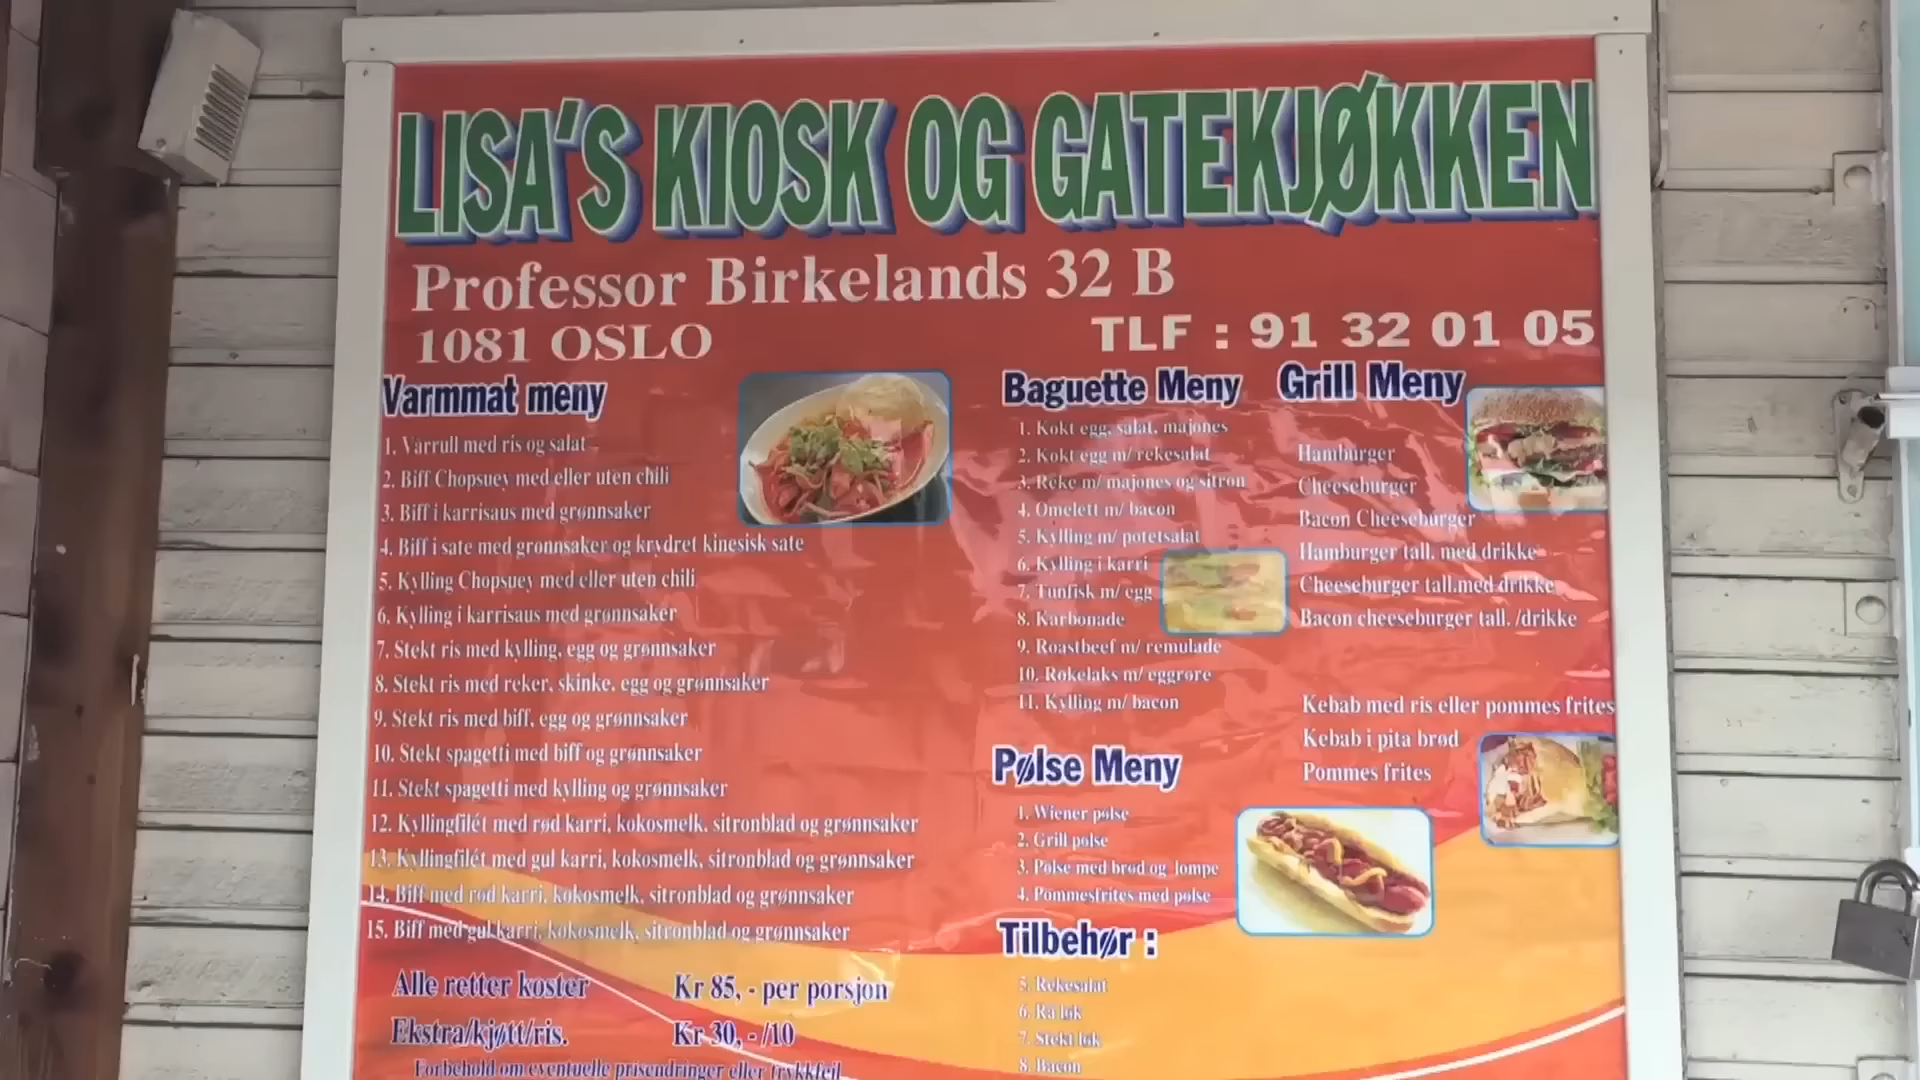 LISA'S KIOSK OG GATEKJØKKEN
Professor Birkelands 32 B
1081 OSLO
TLF : 91 32 01 05
Varmmat meny
1. Vårrull med ris og salat
2. Biff Chopsuey med eller uten chili
3. Biff i karrisaus med grønnsaker
4. Biff i sate med grønnsaker og krydret kinesisk sate
5. Kylling Chopsuey med eller uten chili
6. Kylling i karrisaus med grønnsaker
7. Stekt ris med kylling, egg og grønnsaker
8. Stekt ris med reker, skinke, egg og grønnsaker
9. Stekt ris med biff, egg og grønnsaker
10. Stekt spagetti med biff og grønnsaker
11. Stekt spagetti med kylling og grønnsaker
12. Kyllingfilét med rød karri, kokosmelk, sitronblad og grønnsaker
13. Kyllingfilét med gul karri, kokosmelk, sitronblad og grønnsaker
14. Biff med rød karri, kokosmelk, sitronblad og grønnsaker
15. Biff med gul karri, kokosmelk, sitronblad og grønnsaker
Alle retter koster Kr 85, - per porsjon
Ekstra/kjøtt/ris. Kr 30, - /10
Forbehold om eventuelle prisendringer eller trykkfeil
Baguette Meny
1. Kokt egg, salat, majones
2. Kokt egg m/ rekesalat
3. Reke m/ majones og sitron
4. Omelett m/ bacon
5. Kylling m/ potetsalat
6. Kylling i karri
7. Tunfisk m/ egg
8. Karbonade
9. Roastbeef m/ remulade
10. Røkelaks m/ eggrøre
11. Kylling m/ bacon
Pølse Meny
1. Wiener pølse
2. Grill pølse
3. Pølse med brød og lompe
4. Pommesfrites med pølse
Tilbehør :
5. Rekesalat
6. Rå løk
7. Stekt løk
8. Bacon
Grill Meny
Hamburger
Cheeseburger
Bacon Cheeseburger
Hamburger tall. med drikke
Cheeseburger tall.med drikke
Bacon cheeseburger tall. /drikke
Kebab med ris eller pommes frites
Kebab i pita brød
Pommes frites